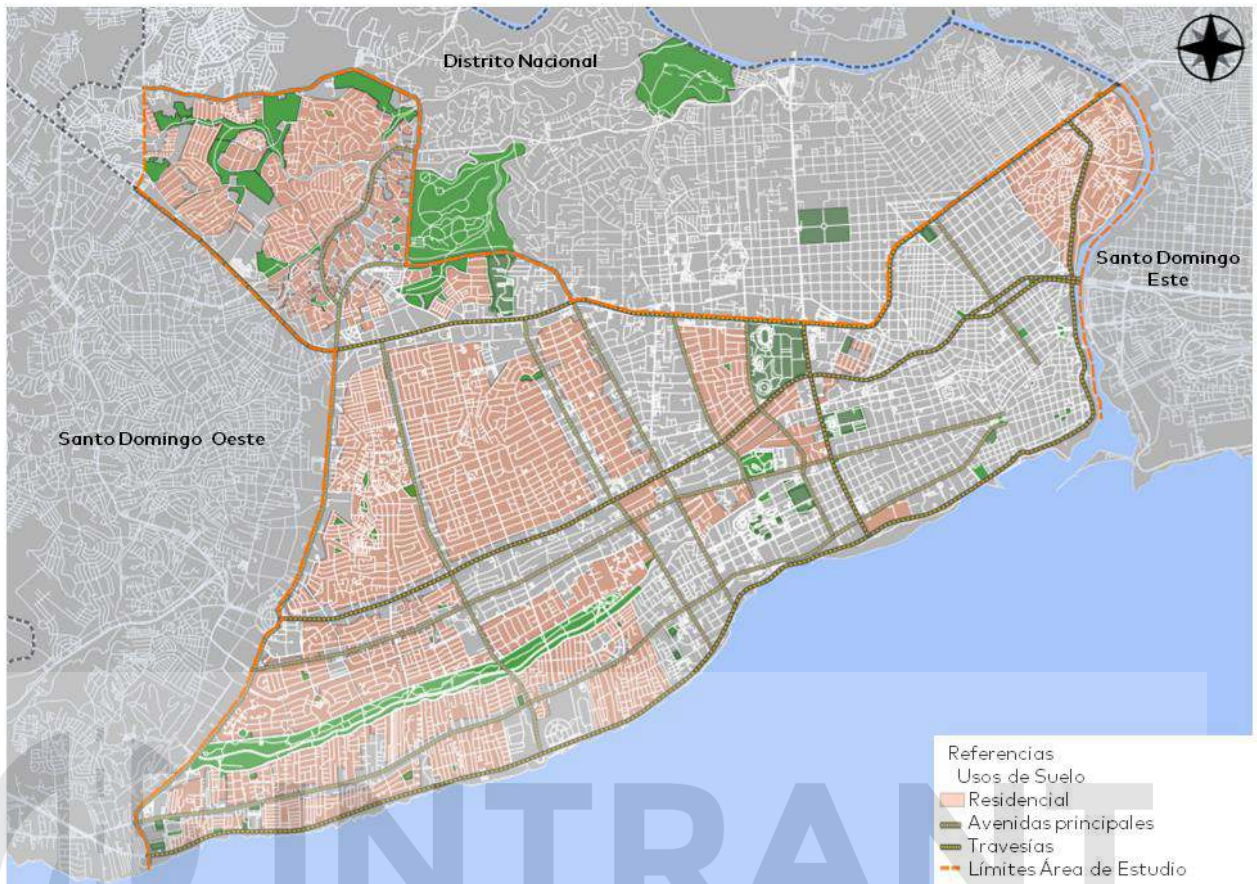 Distrito Nacional
Santo Domingo
Este
Santo Domingo Oeste
Referencias
Usos de Suelo
Residencial
Avenidas principales
Travesías
Límites Área de Estudio
INTRANT